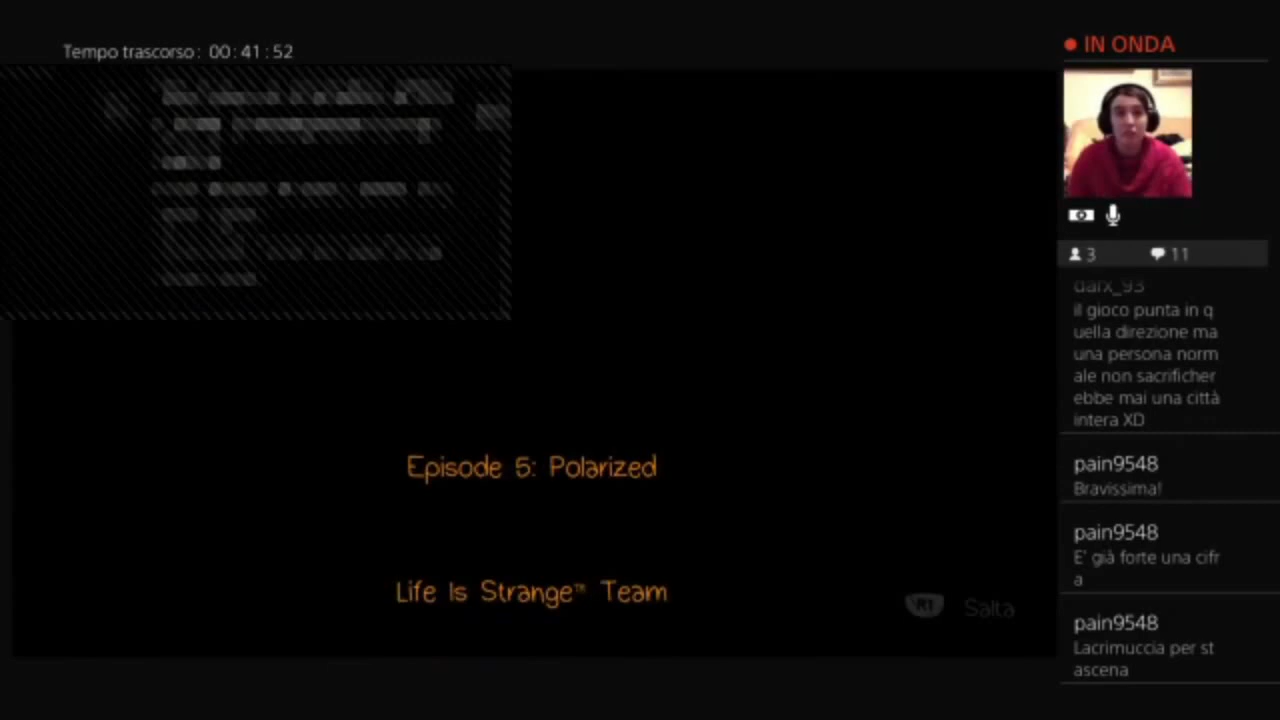 Tempo trascorso: 00:41:52
IN ONDA
3 11
darx_93
il gioco punta in q
uella direzione ma
una persona norm
ale non sacrificher
ebbe mai una città
intera XD
pain9548
Bravissima!
pain9548
E' già forte una cifr
a
pain9548
Lacrimuccia per st
ascena
Episode 5: Polarized
Life Is Strange™ Team
R1 Salta